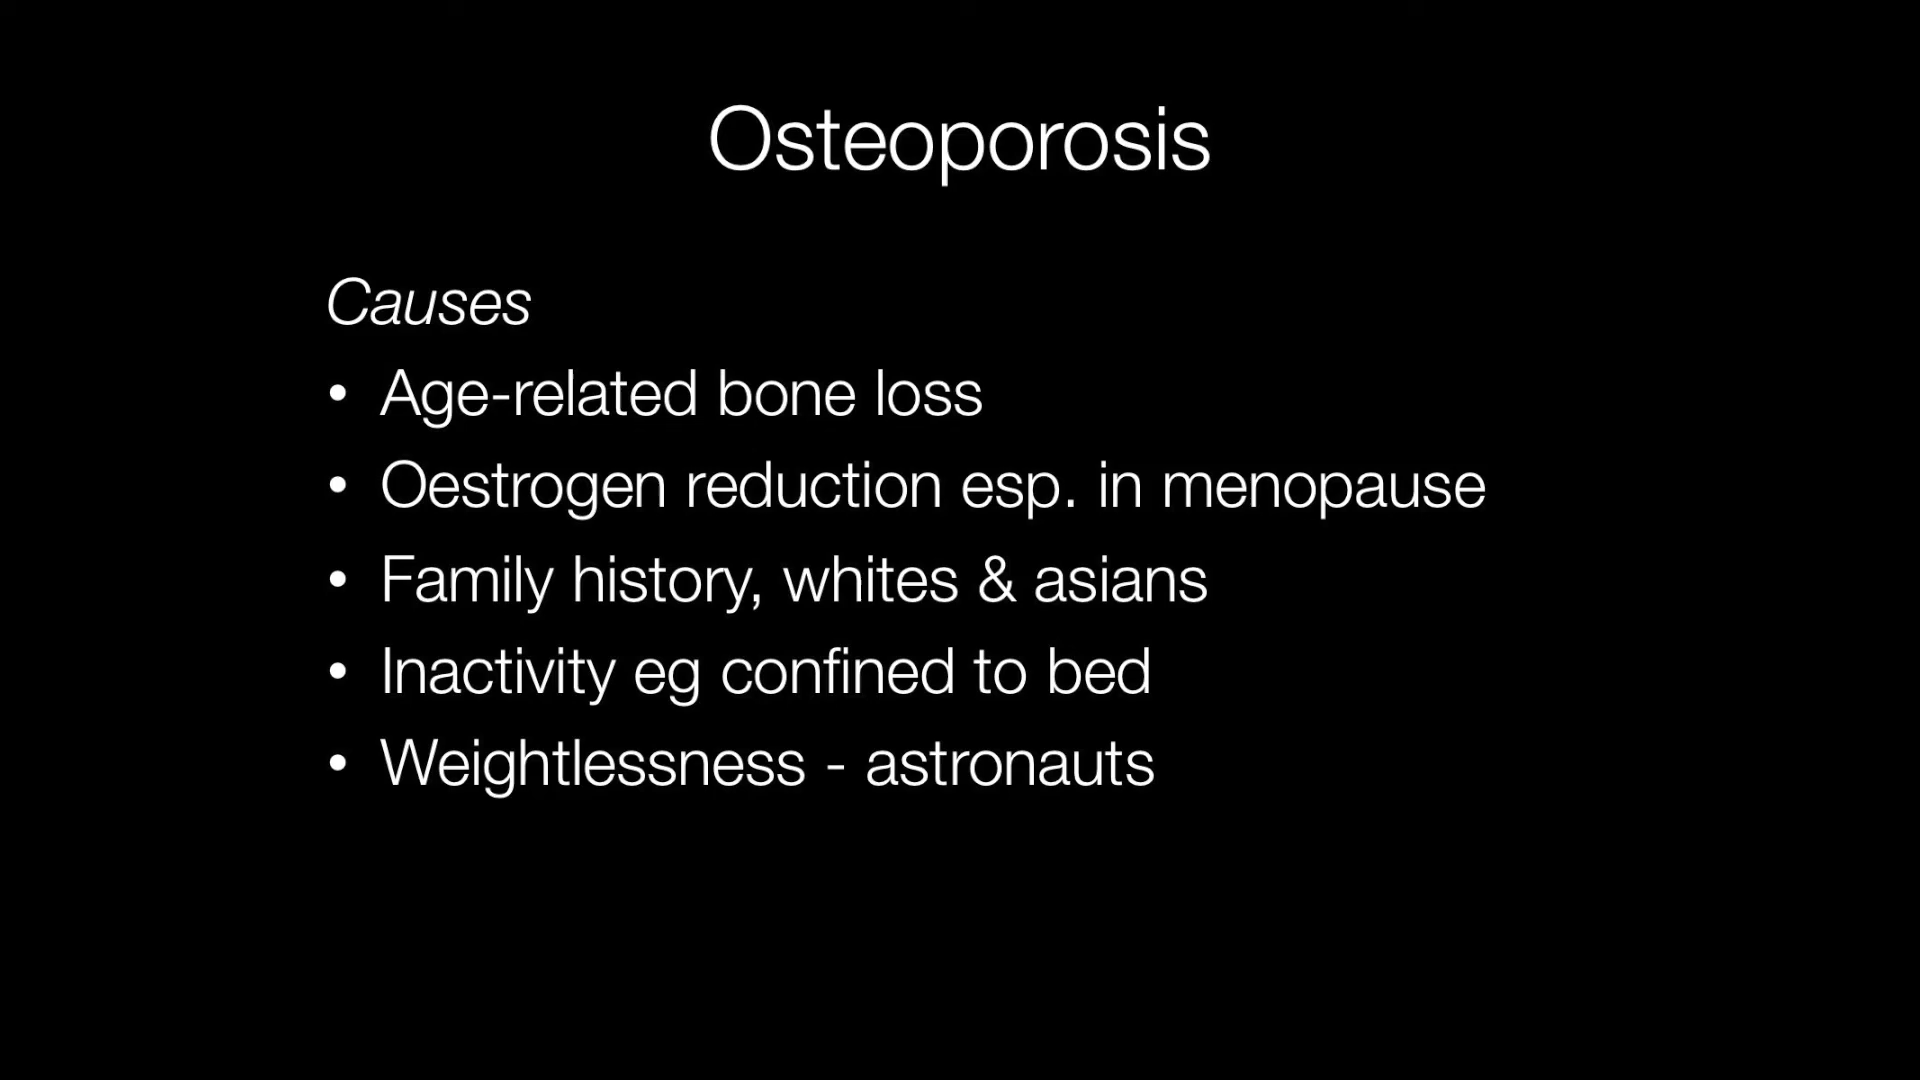 Osteoporosis
Causes
• Age-related bone loss
• Oestrogen reduction esp. in menopause
• Family history, whites & asians
• Inactivity eg confined to bed
• Weightlessness - astronauts